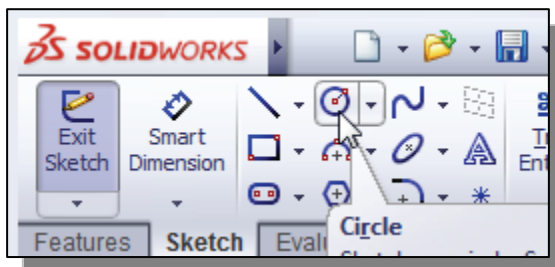 SOLIDWORKS
Exit Sketch
Smart Dimension
Circle
Features Sketch